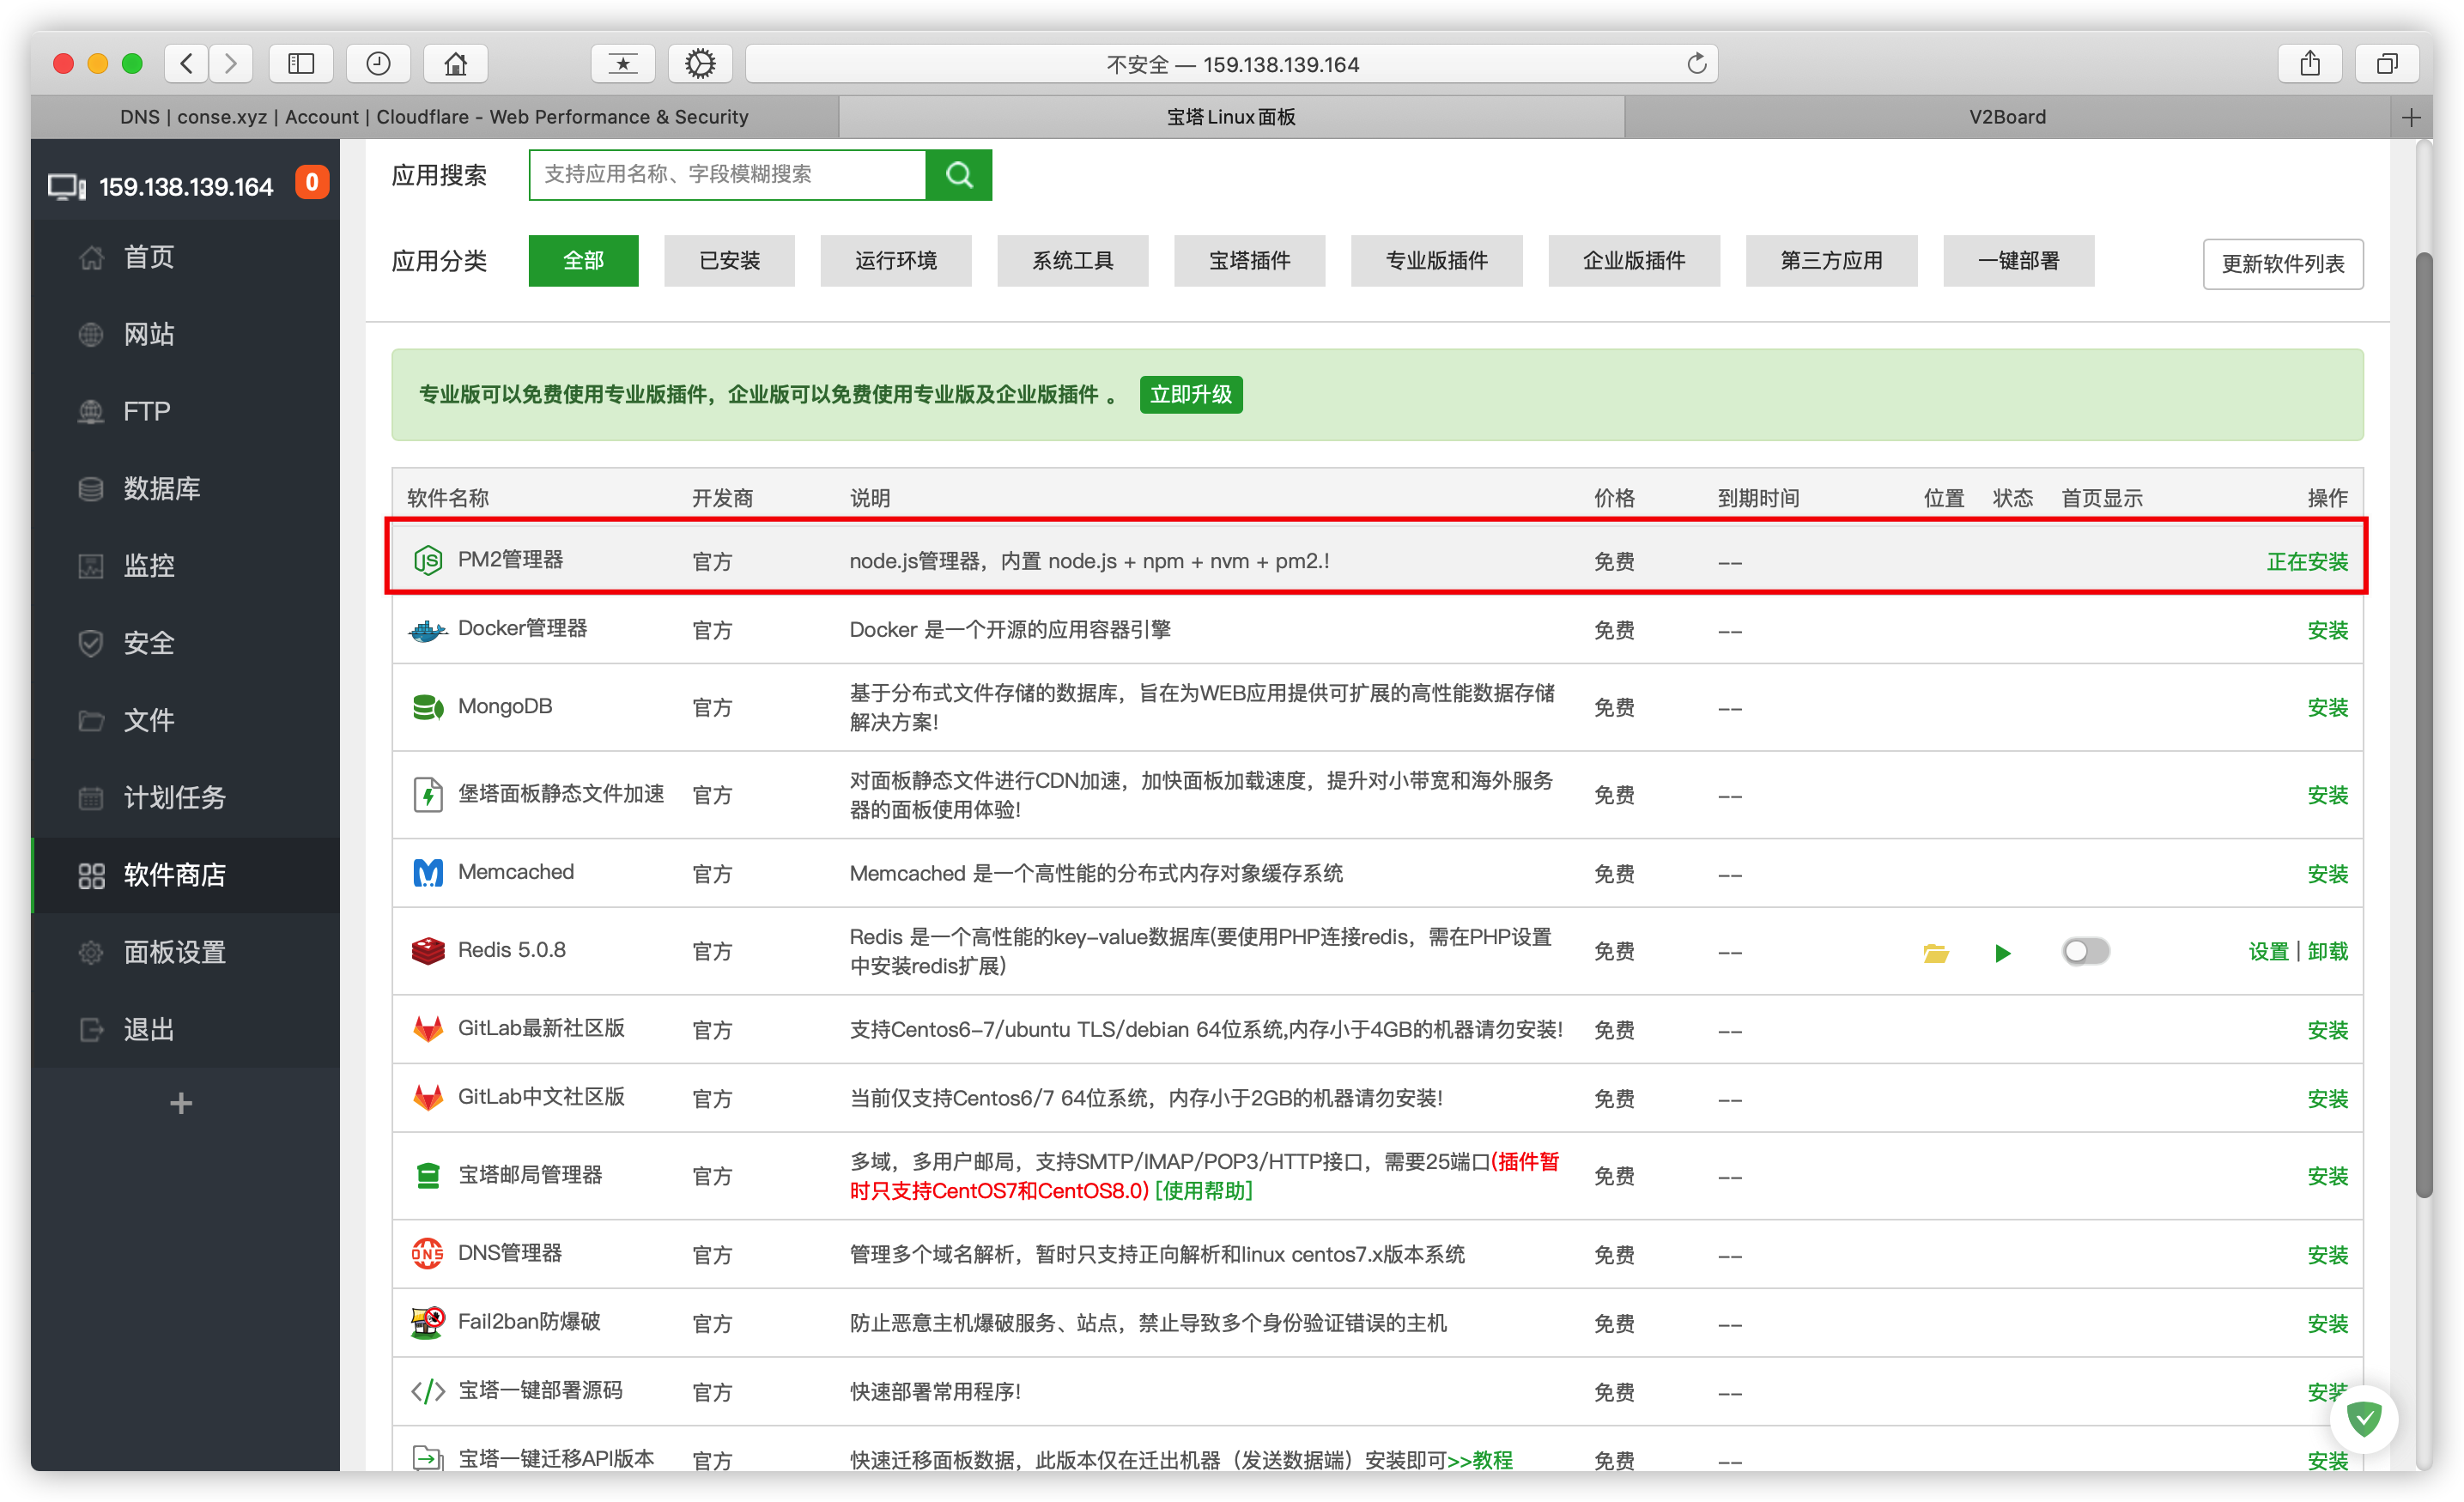 不安全 — 159.138.139.164
DNS | conse.xyz | Account | Cloudflare - Web Performance & Security
宝塔Linux面板
V2Board
159.138.139.164
0
首页
网站
FTP
数据库
监控
安全
文件
计划任务
软件商店
面板设置
退出
应用搜索
支持应用名称、字段模糊搜索
应用分类
全部
已安装
运行环境
系统工具
宝塔插件
专业版插件
企业版插件
第三方应用
一键部署
更新软件列表
专业版可以免费使用专业版插件，企业版可以免费使用专业版及企业版插件 。 立即升级
软件名称 开发商 说明 价格 到期时间 位置 状态 首页显示 操作
PM2管理器 官方 node.js管理器，内置 node.js + npm + nvm + pm2.! 免费 -- 正在安装
Docker管理器 官方 Docker 是一个开源的应用容器引擎 免费 -- 安装
MongoDB 官方 基于分布式文件存储的数据库，旨在为WEB应用提供可扩展的高性能数据存储
解决方案! 免费 -- 安装
堡塔面板静态文件加速 官方 对面板静态文件进行CDN加速，加快面板加载速度，提升对小带宽和海外服务
器的面板使用体验! 免费 -- 安装
Memcached 官方 Memcached 是一个高性能的分布式内存对象缓存系统 免费 -- 安装
Redis 5.0.8 官方 Redis 是一个高性能的key-value数据库(要使用PHP连接redis，需在PHP设置
中安装redis扩展) 免费 -- 设置 | 卸载
GitLab最新社区版 官方 支持Centos6-7/ubuntu TLS/debian 64位系统,内存小于4GB的机器请勿安装! 免费 -- 安装
GitLab中文社区版 官方 当前仅支持Centos6/7 64位系统，内存小于2GB的机器请勿安装! 免费 -- 安装
宝塔邮局管理器 官方 多域，多用户邮局，支持SMTP/IMAP/POP3/HTTP接口，需要25端口(插件暂
时只支持CentOS7和CentOS8.0) [使用帮助] 免费 -- 安装
DNS管理器 官方 管理多个域名解析，暂时只支持正向解析和linux centos7.x版本系统 免费 -- 安装
Fail2ban防爆破 官方 防止恶意主机爆破服务、站点，禁止导致多个身份验证错误的主机 免费 -- 安装
宝塔一键部署源码 官方 快速部署常用程序! 免费 -- 安装
宝塔一键迁移API版本 官方 快速迁移面板数据，此版本仅在迁出机器（发送数据端）安装即可>>教程 免费 -- 安装